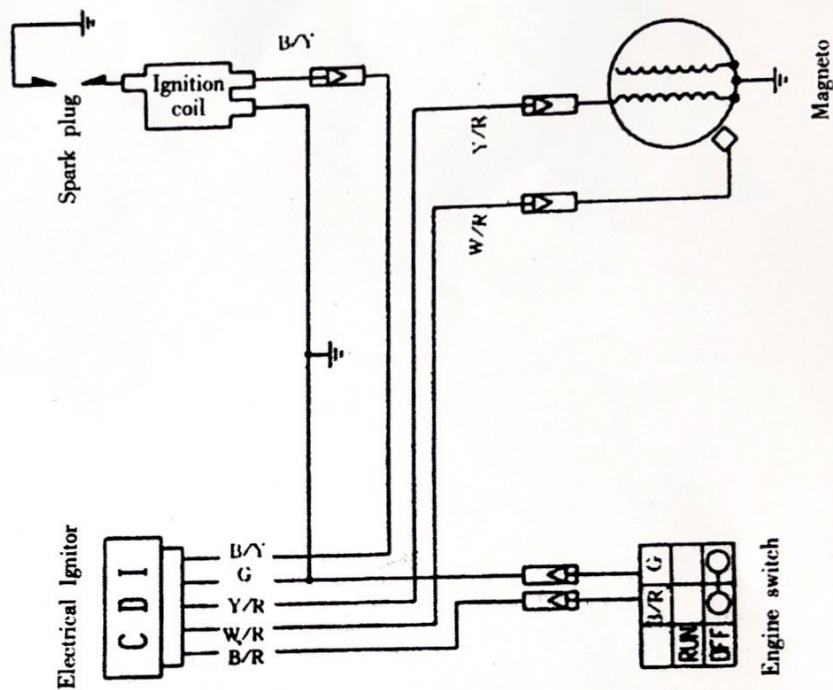 B/Y
Ignition
coil
Spark plug
Y/R
W/R
Magneto
Electrical Ignitor
C D I
B/Y
G
Y/R
W/R
B/R
G
B/R
RUN
OFF
Engine switch